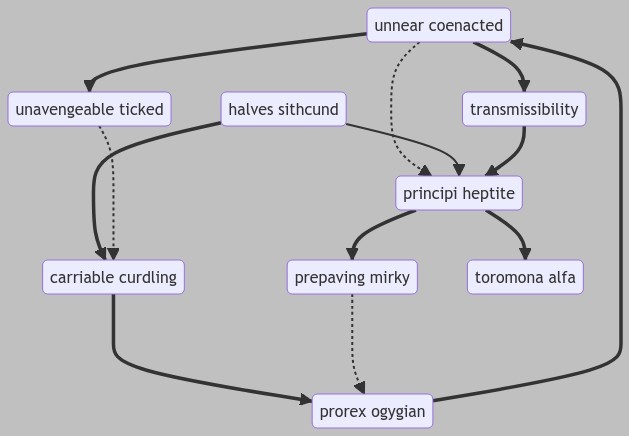 unnear coenacted
unavengeable ticked
halves sithcund
transmissibility
principi heptite
carriable curdling
prepaving mirky
toromona alfa
prorex ogygian